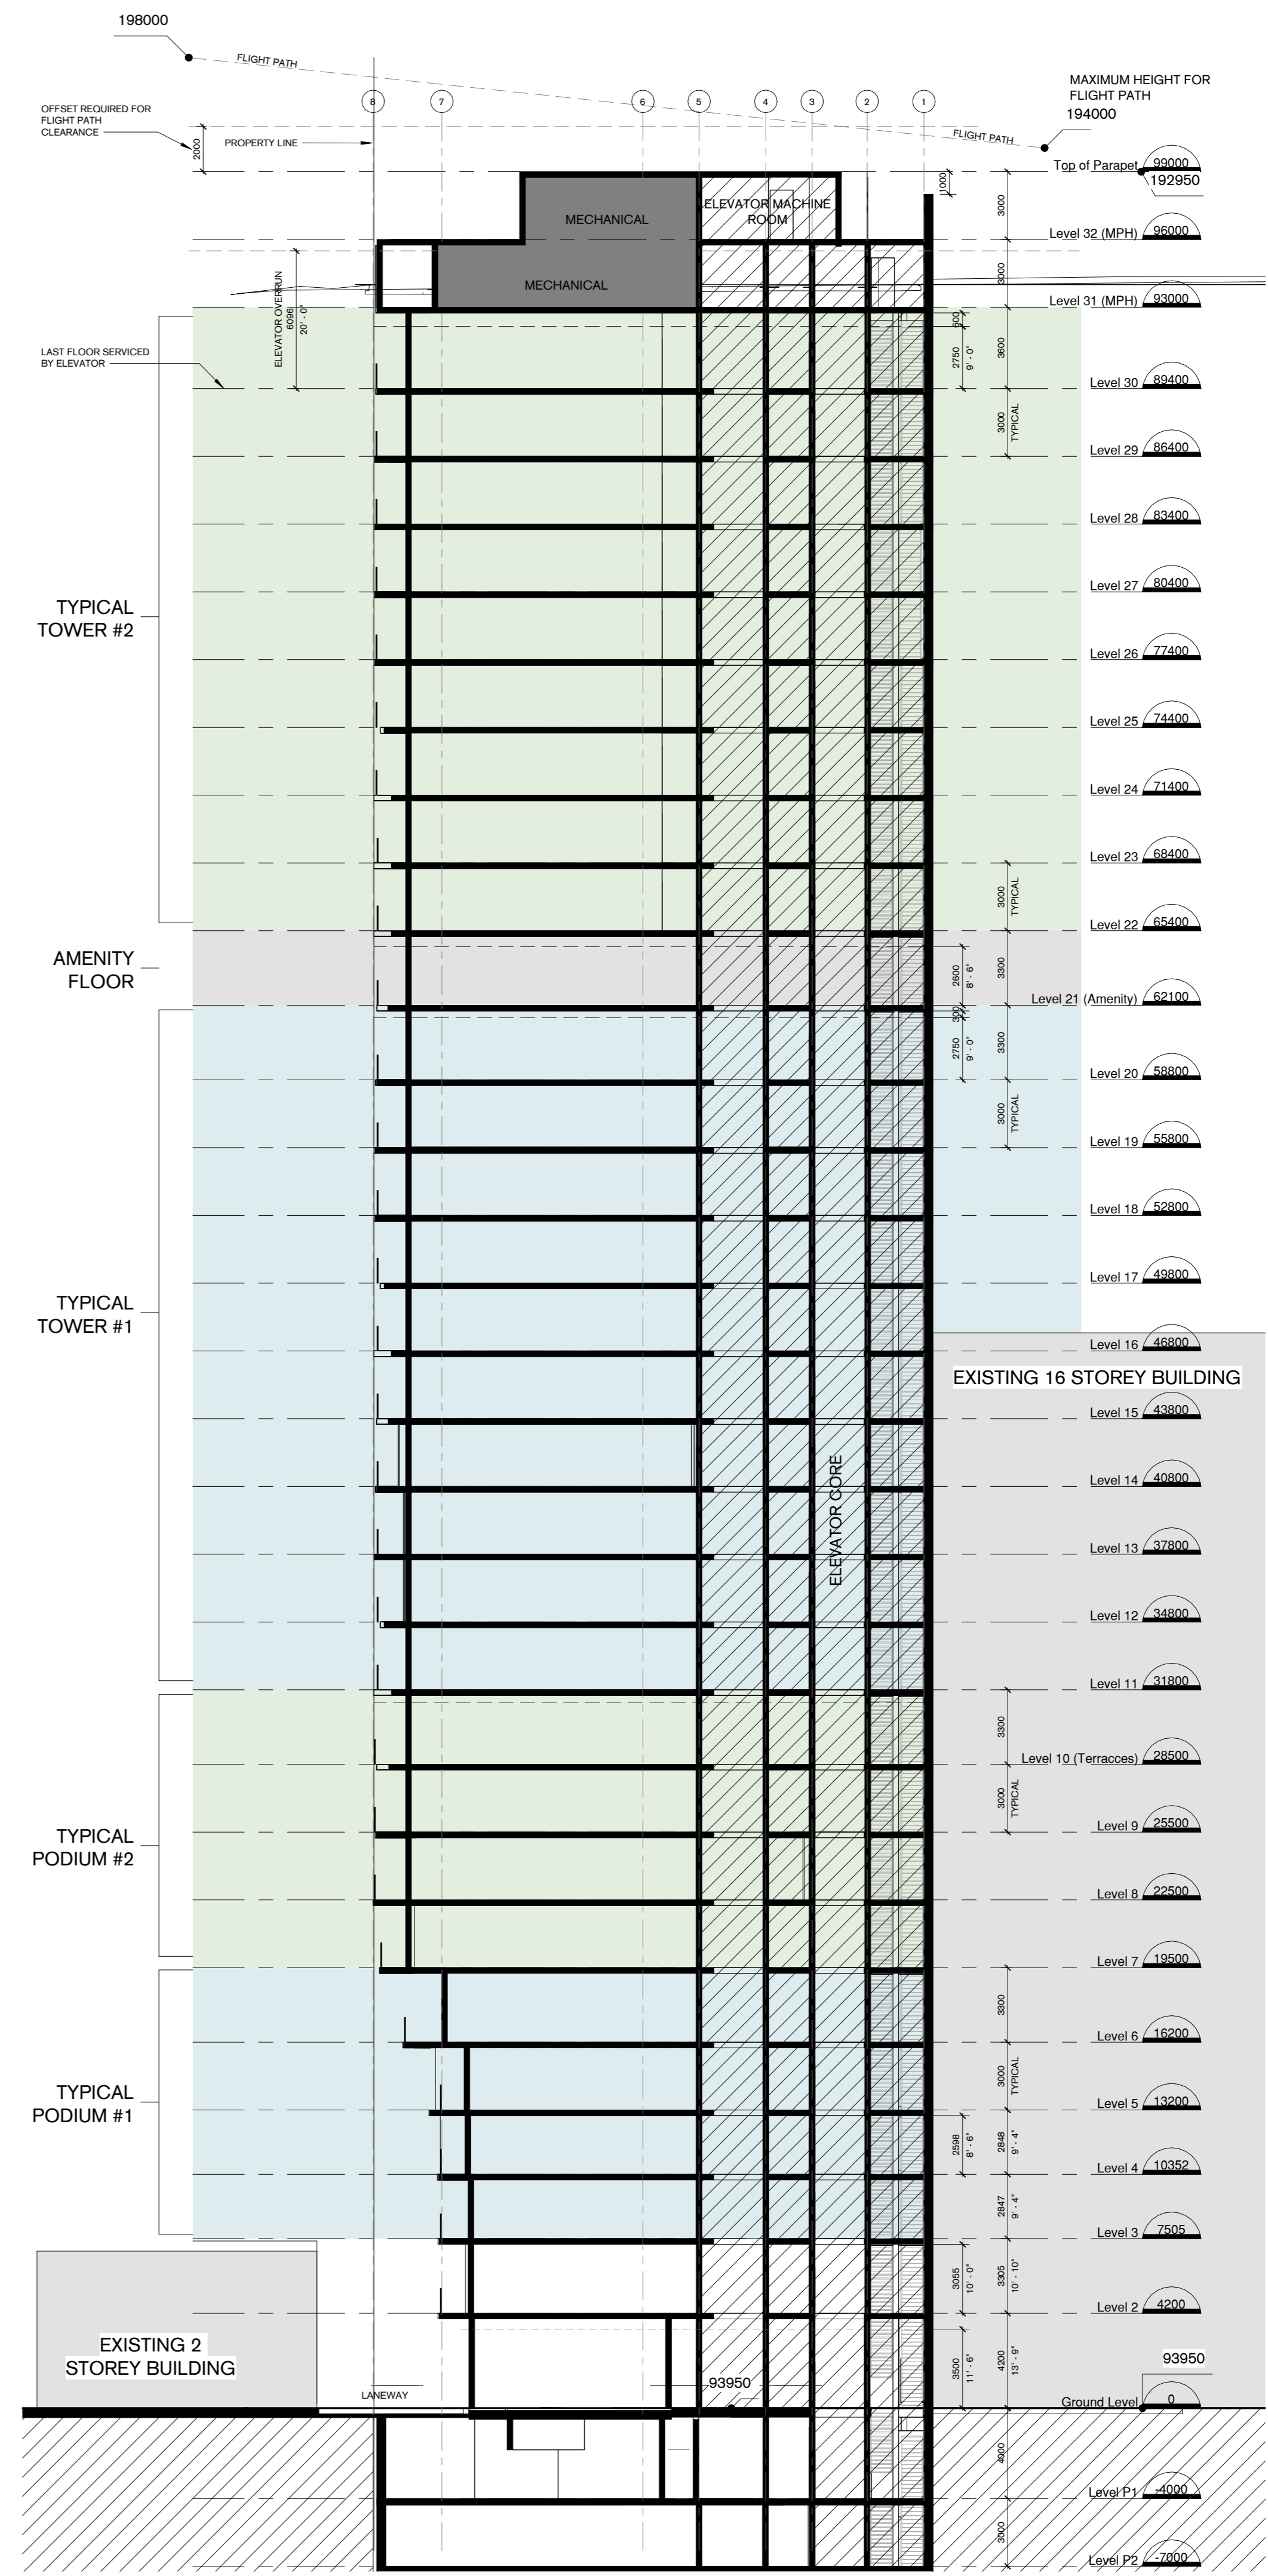 198000
FLIGHT PATH
MAXIMUM HEIGHT FOR
FLIGHT PATH
194000
OFFSET REQUIRED FOR
FLIGHT PATH
CLEARANCE
2000
PROPERTY LINE
8
7
6
5
4
3
2
1
FLIGHT PATH
Top of Parapet 99000
192950
1000
3000
MECHANICAL
ELEVATOR MACHINE
ROOM
Level 32 (MPH) 96000
3000
MECHANICAL
ELEVATOR OVERRUN
6096
20' - 0"
Level 31 (MPH) 93000
600
2750
9' - 0"
3600
LAST FLOOR SERVICED
BY ELEVATOR
Level 30 89400
3000
TYPICAL
Level 29 86400
Level 28 83400
Level 27 80400
TYPICAL
TOWER #2
Level 26 77400
Level 25 74400
Level 24 71400
Level 23 68400
3000
TYPICAL
Level 22 65400
AMENITY
FLOOR
2600
8' - 6"
3300
Level 21 (Amenity) 62100
300
2750
9' - 0"
3300
Level 20 58800
3000
TYPICAL
Level 19 55800
Level 18 52800
Level 17 49800
TYPICAL
TOWER #1
Level 16 46800
EXISTING 16 STOREY BUILDING
Level 15 43800
ELEVATOR CORE
Level 14 40800
Level 13 37800
Level 12 34800
Level 11 31800
3300
Level 10 (Terracces) 28500
3000
TYPICAL
Level 9 25500
TYPICAL
PODIUM #2
Level 8 22500
Level 7 19500
3300
Level 6 16200
3000
TYPICAL
TYPICAL
PODIUM #1
Level 5 13200
2598
8' - 6"
2848
9' - 4"
Level 4 10352
2847
9' - 4"
Level 3 7505
3055
10' - 0"
3305
10' - 10"
Level 2 4200
EXISTING 2
STOREY BUILDING
3500
11' - 6"
4200
13' - 9"
93950
93950
LANEWAY
Ground Level 0
4000
Level P1 -4000
3000
Level P2 -7000